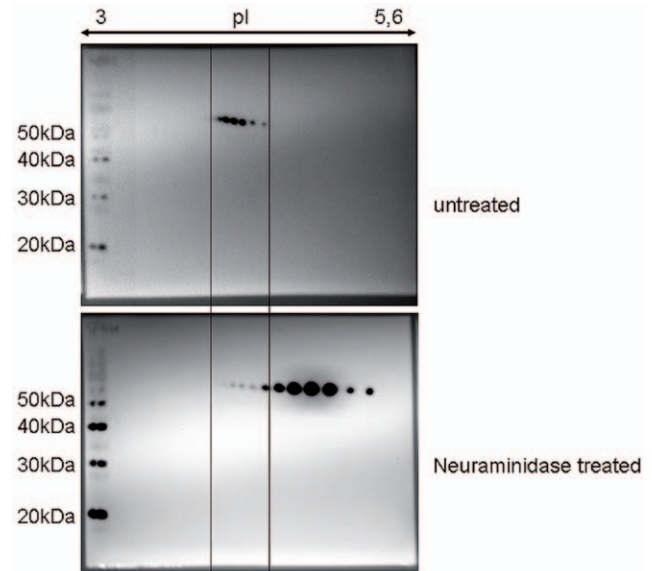 3 pI 5,6
50kDa
40kDa
30kDa
20kDa
untreated
50kDa
40kDa
30kDa
20kDa
Neuraminidase treated